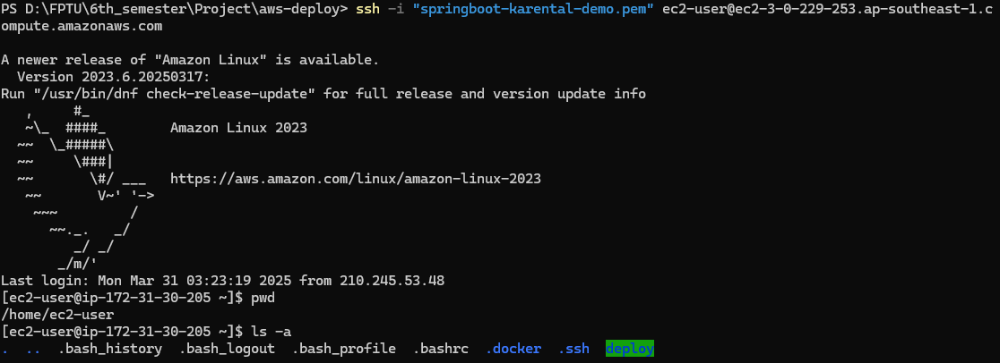 PS D:\FPTU\6th_semester\Project\aws-deploy> ssh -i "springboot-karental-demo.pem" ec2-user@ec2-3-0-229-253.ap-southeast-1.c
ompute.amazonaws.com
A newer release of "Amazon Linux" is available.
  Version 2023.6.20250317:
Run "/usr/bin/dnf check-release-update" for full release and version update info
   ,     #_
   ~\_  ####_        Amazon Linux 2023
  ~~  \_#####\
  ~~     \###|
  ~~       \#/ ___   https://aws.amazon.com/linux/amazon-linux-2023
   ~~       V~' '->
    ~~~         /
      ~~._.   _/
         _/ _/
       _/m/'
Last login: Mon Mar 31 03:23:19 2025 from 210.245.53.48
[ec2-user@ip-172-31-30-205 ~]$ pwd
/home/ec2-user
[ec2-user@ip-172-31-30-205 ~]$ ls -a
.  ..  .bash_history  .bash_logout  .bash_profile  .bashrc  .docker  .ssh  deploy